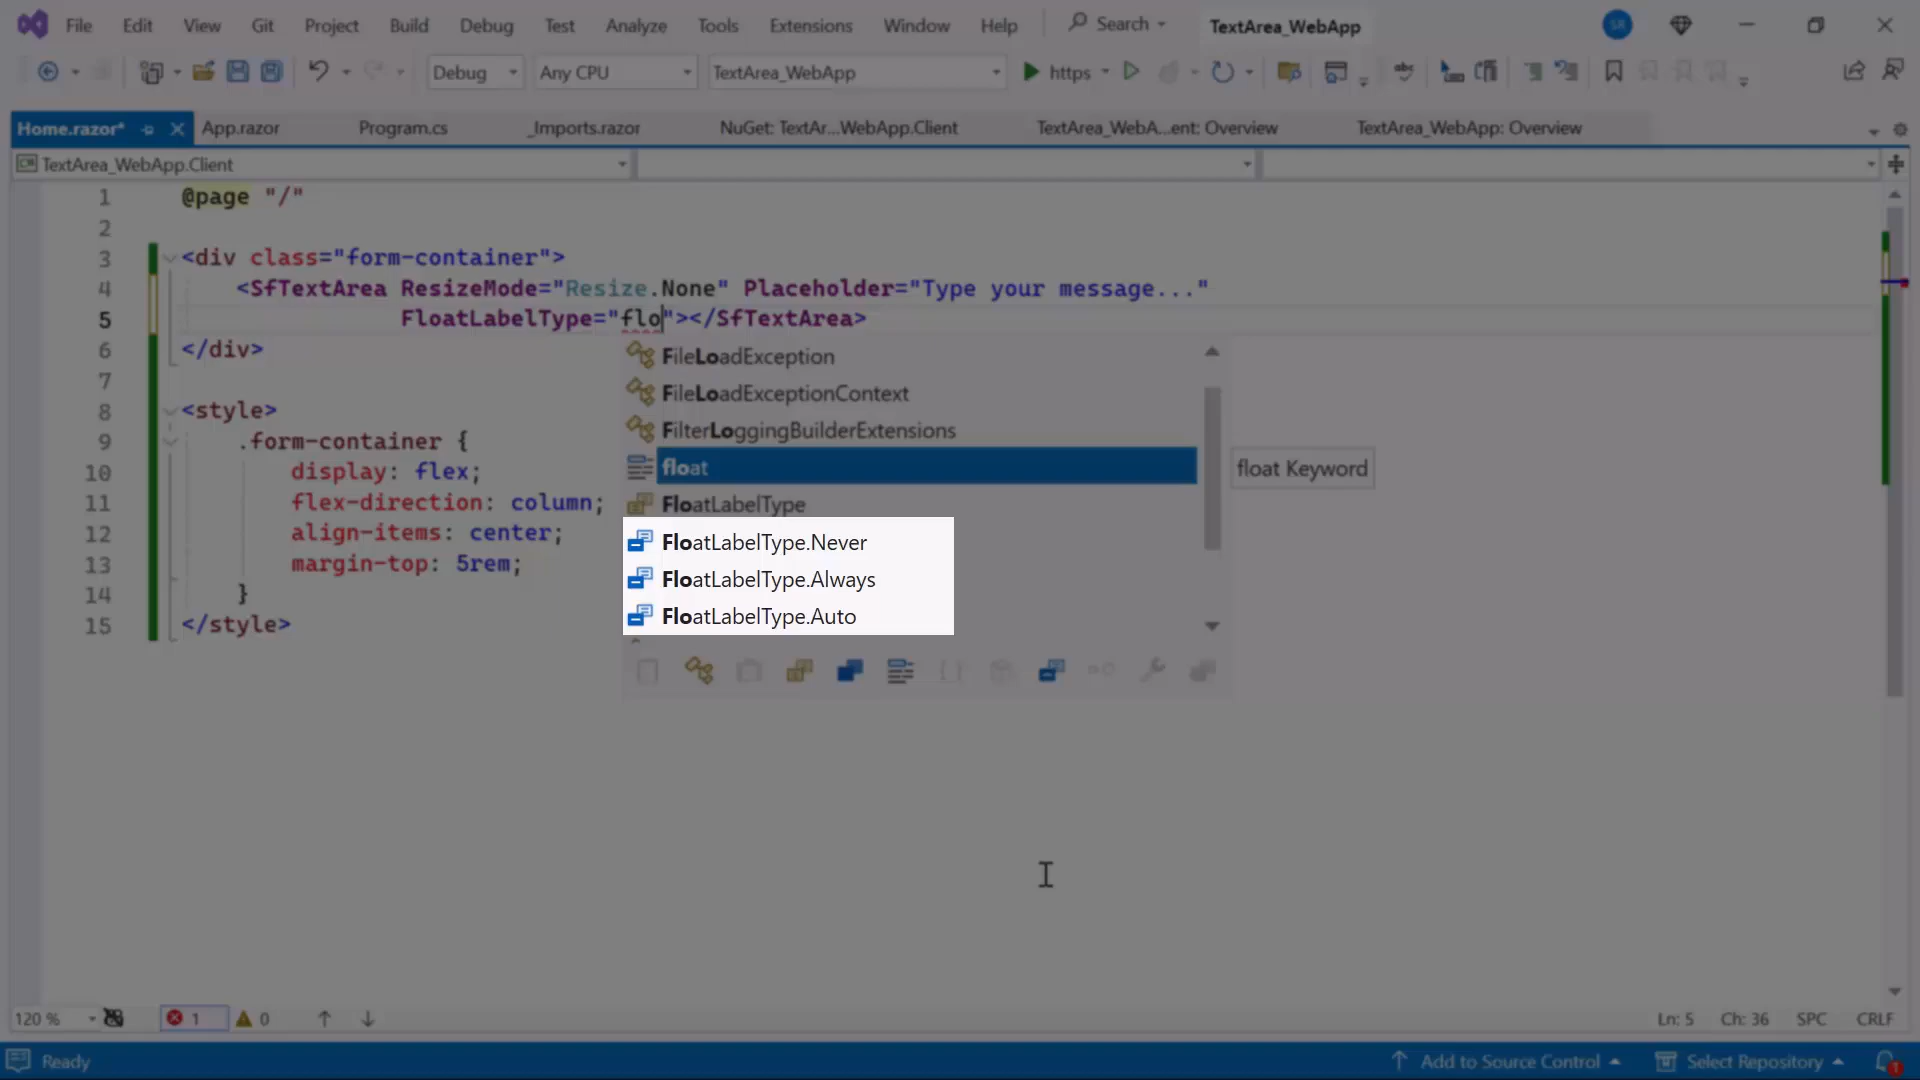 File Edit View Git Project Build Debug Test Analyze Tools Extensions Window Help Search TextArea_WebApp SR
Debug Any CPU TextArea_WebApp https abc
Home.razor* App.razor Program.cs _Imports.razor NuGet: TextAr...WebApp.Client TextArea_WebA...ent: Overview TextArea_WebApp: Overview
TextArea_WebApp.Client
1 @page "/"
2
3 <div class="form-container">
4 <SfTextArea ResizeMode="Resize.None" Placeholder="Type your message..."
5 FloatLabelType="flo"></SfTextArea>
6 </div>
7
8 <style>
9 .form-container {
10 display: flex;
11 flex-direction: column;
12 align-items: center;
13 margin-top: 5rem;
14 }
15 </style>
FileLoadException
FileLoadExceptionContext
FilterLoggingBuilderExtensions
float
float Keyword
FloatLabelType
FloatLabelType.Never
FloatLabelType.Always
FloatLabelType.Auto
120 % 1 0 Ln: 5 Ch: 36 SPC CRLF
Ready Add to Source Control Select Repository 1